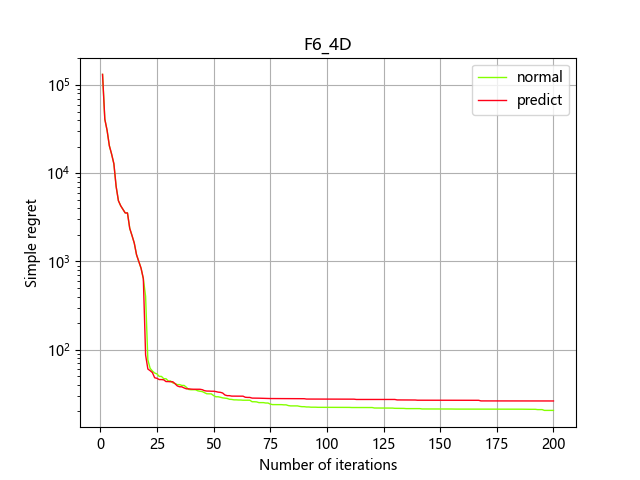 F6_4D
normal
predict
Simple regret
10^5
10^4
10^3
10^2
0 25 50 75 100 125 150 175 200
Number of iterations